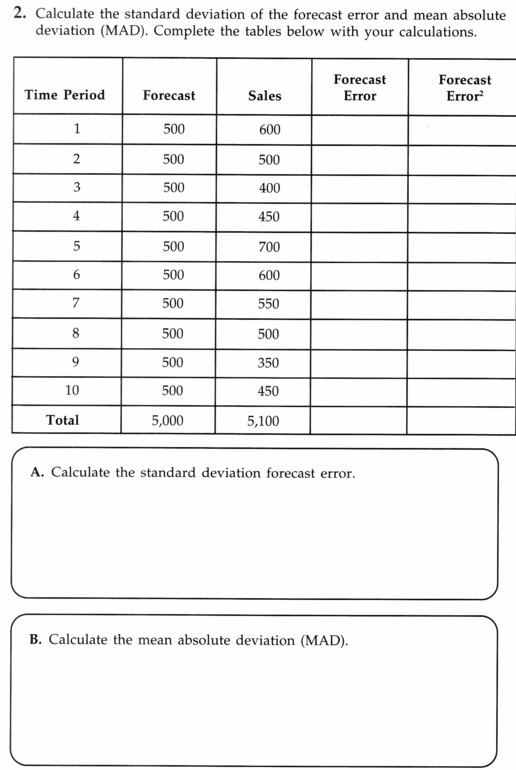 2. Calculate the standard deviation of the forecast error and mean absolute
deviation (MAD). Complete the tables below with your calculations.
Time Period Forecast Sales Forecast Error Forecast Error²
1 500 600
2 500 500
3 500 400
4 500 450
5 500 700
6 500 600
7 500 550
8 500 500
9 500 350
10 500 450
Total 5,000 5,100
A. Calculate the standard deviation forecast error.
B. Calculate the mean absolute deviation (MAD).